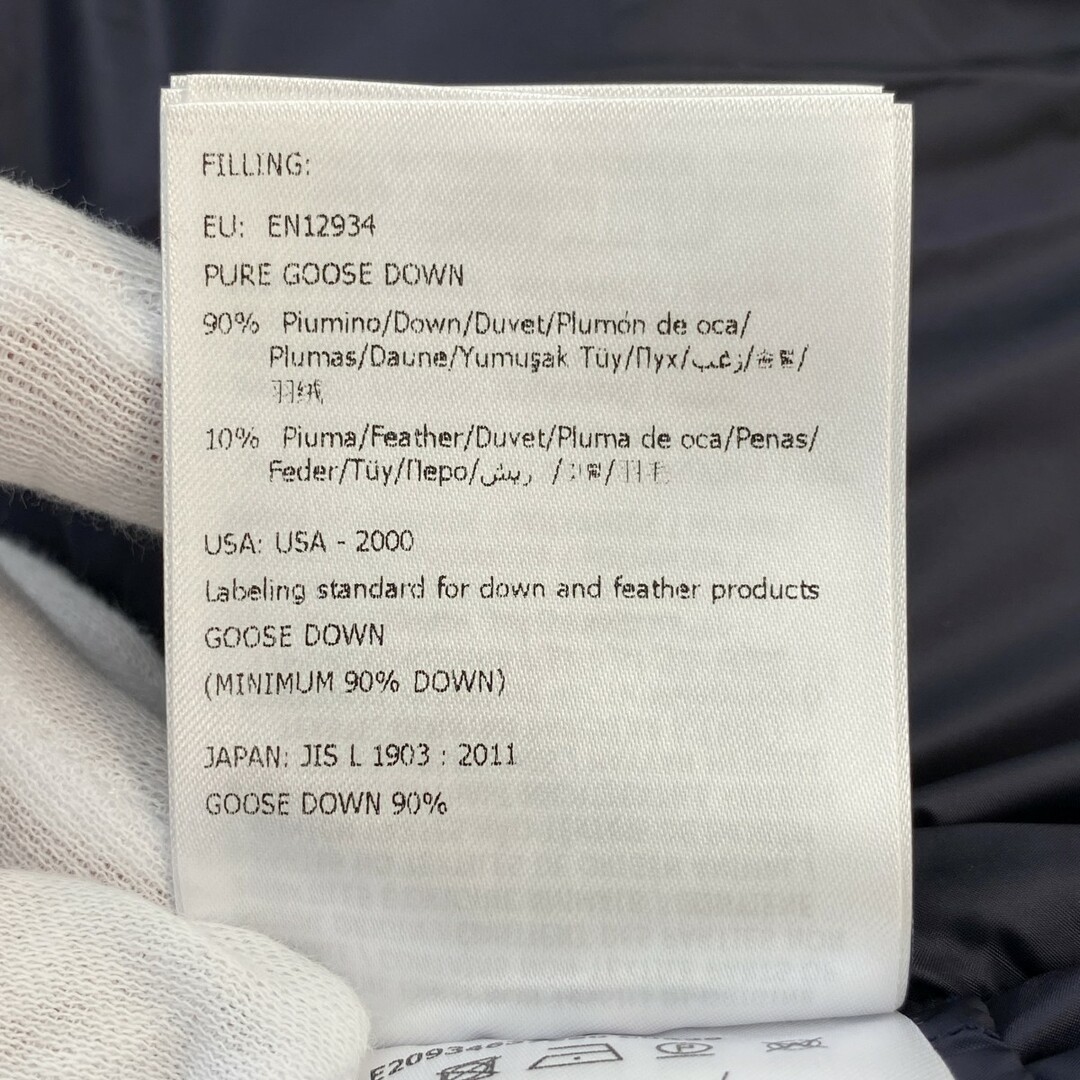 FILLING:
EU: EN12934
PURE GOOSE DOWN
90% Piumino/Down/Duvet/Plumón de oca/
Plumas/Daune/Yumuşak Tüy/Пух/زغب/
羽绒
10% Piuma/Feather/Duvet/Pluma de oca/Penas/
Feder/Tüy/Перо/ريش /羽毛
USA: USA - 2000
Labeling standard for down and feather products
GOOSE DOWN
(MINIMUM 90% DOWN)
JAPAN: JIS L 1903 : 2011
GOOSE DOWN 90%